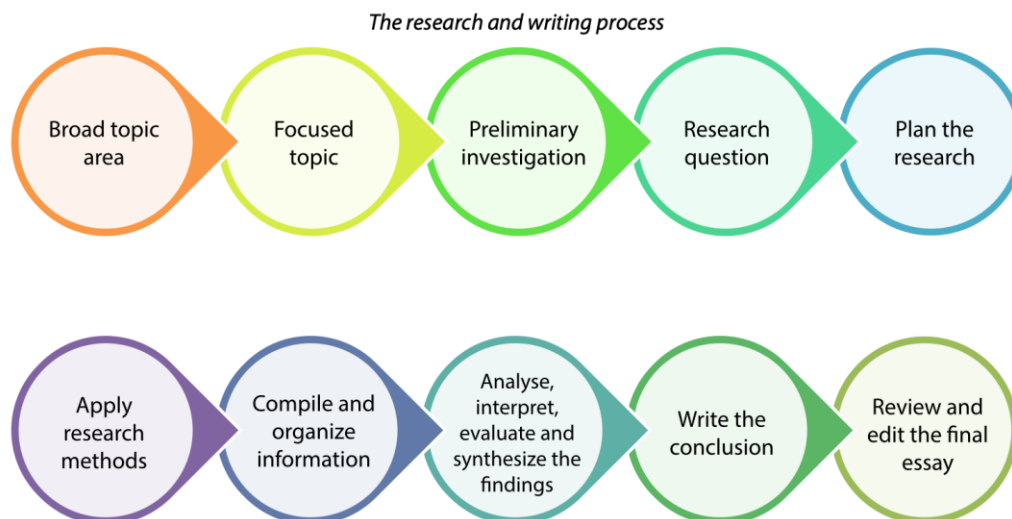 The research and writing process
Broad topic
area
Focused
topic
Preliminary
investigation
Research
question
Plan the
research
Apply
research
methods
Compile and
organize
information
Analyse,
interpret,
evaluate and
synthesize the
findings
Write the
conclusion
Review and
edit the final
essay